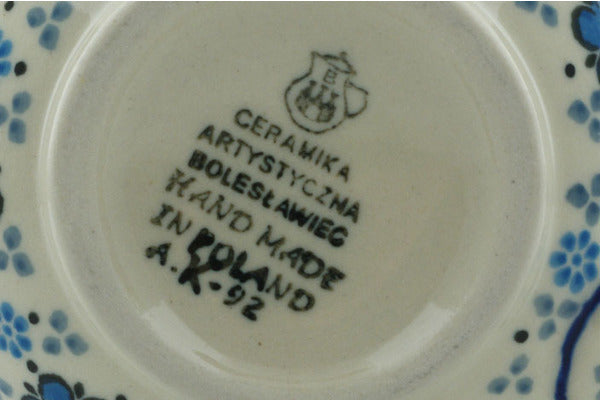 B
CERAMIKA
ARTYSTYCZNA
BOLESŁAWIEC
HAND MADE
IN POLAND
A.K-92